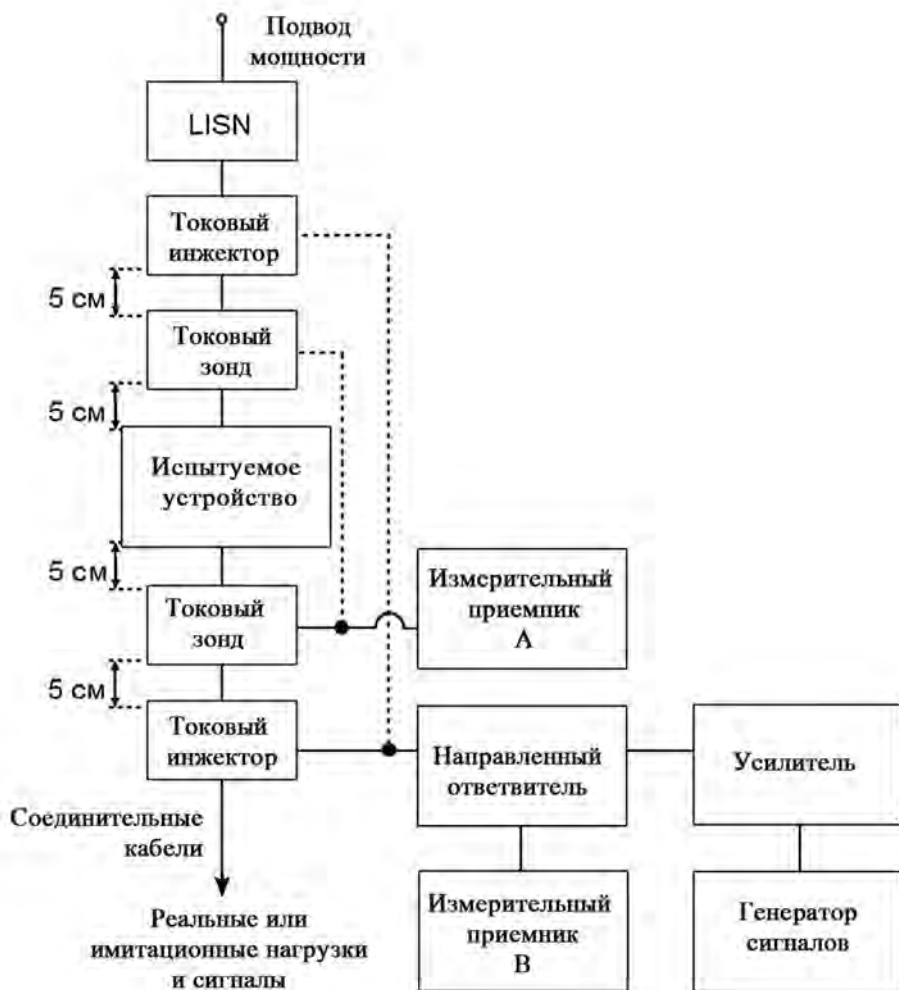 Подвод
мощности
LISN
Токовый
инжектор
5 см
Токовый
зонд
5 см
Испытуемое
устройство
5 см
Токовый
зонд
Измерительный
приемпик
А
5 см
Токовый
инжектор
Направленный
ответвитель
Усилитель
Соединительные
кабели
Измерительный
приемник
В
Генератор
сигналов
Реальные или
имитационные нагрузки
и сигналы